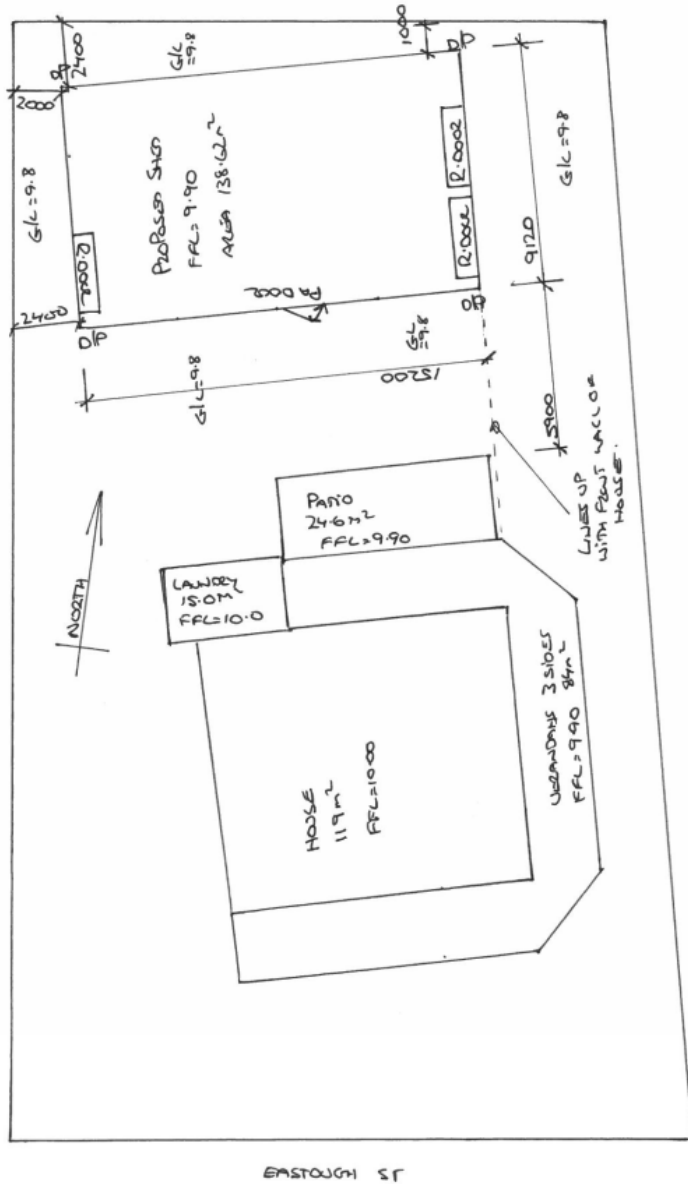 2000
2400
G/L
=9.8
1000
D/P
G/L=9.8
2400
R.DOOR
D/P
PROPOSED SHED
FFL=9.90
AREA 138.62m²
PA DOOR
R.DOOR
R.DOOR
D/P
D/P
G/L=9.8
9120
G/L=9.8
G/L
=9.8
15200
5900
LINES UP
WITH FRONT WALL OF
HOUSE.
NORTH
PATIO
24.6m²
FFL=9.90
LAUNDRY
15.0M
FFL=10.0
VERANDAHS 3 SIDES
84m²
FFL=9.90
HOUSE
119m²
FFL=10.00
EASTOUGH ST